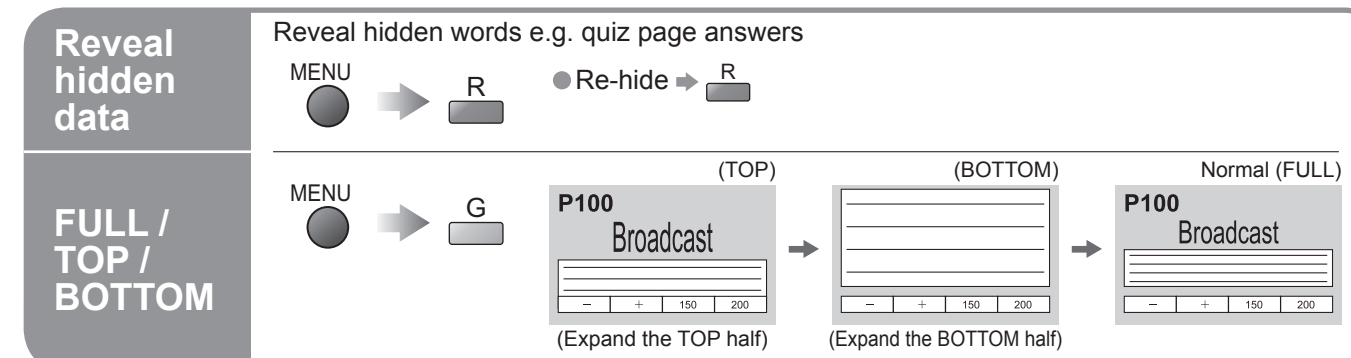 Reveal
hidden
data
Reveal hidden words e.g. quiz page answers
MENU
R
● Re-hide ➡ R
FULL /
TOP /
BOTTOM
MENU
G
(TOP)
P100
Broadcast
− + 150 200
(Expand the TOP half)
(BOTTOM)
− + 150 200
(Expand the BOTTOM half)
Normal (FULL)
P100
Broadcast
− + 150 200